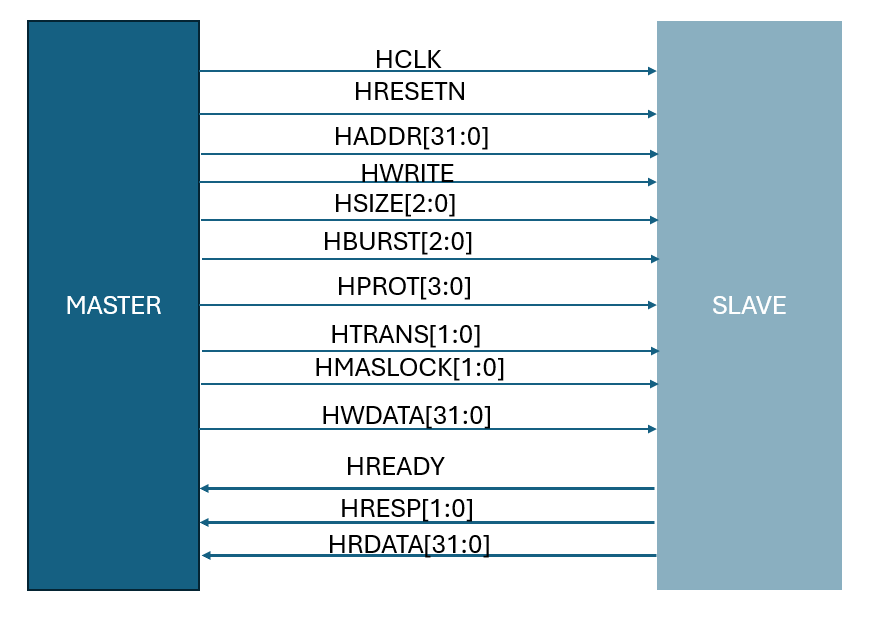 HCLK
HRESETN
HADDR[31:0]
HWRITE
HSIZE[2:0]
HBURST[2:0]
HPROT[3:0]
MASTER
SLAVE
HTRANS[1:0]
HMASLOCK[1:0]
HWDATA[31:0]
HREADY
HRESP[1:0]
HRDATA[31:0]